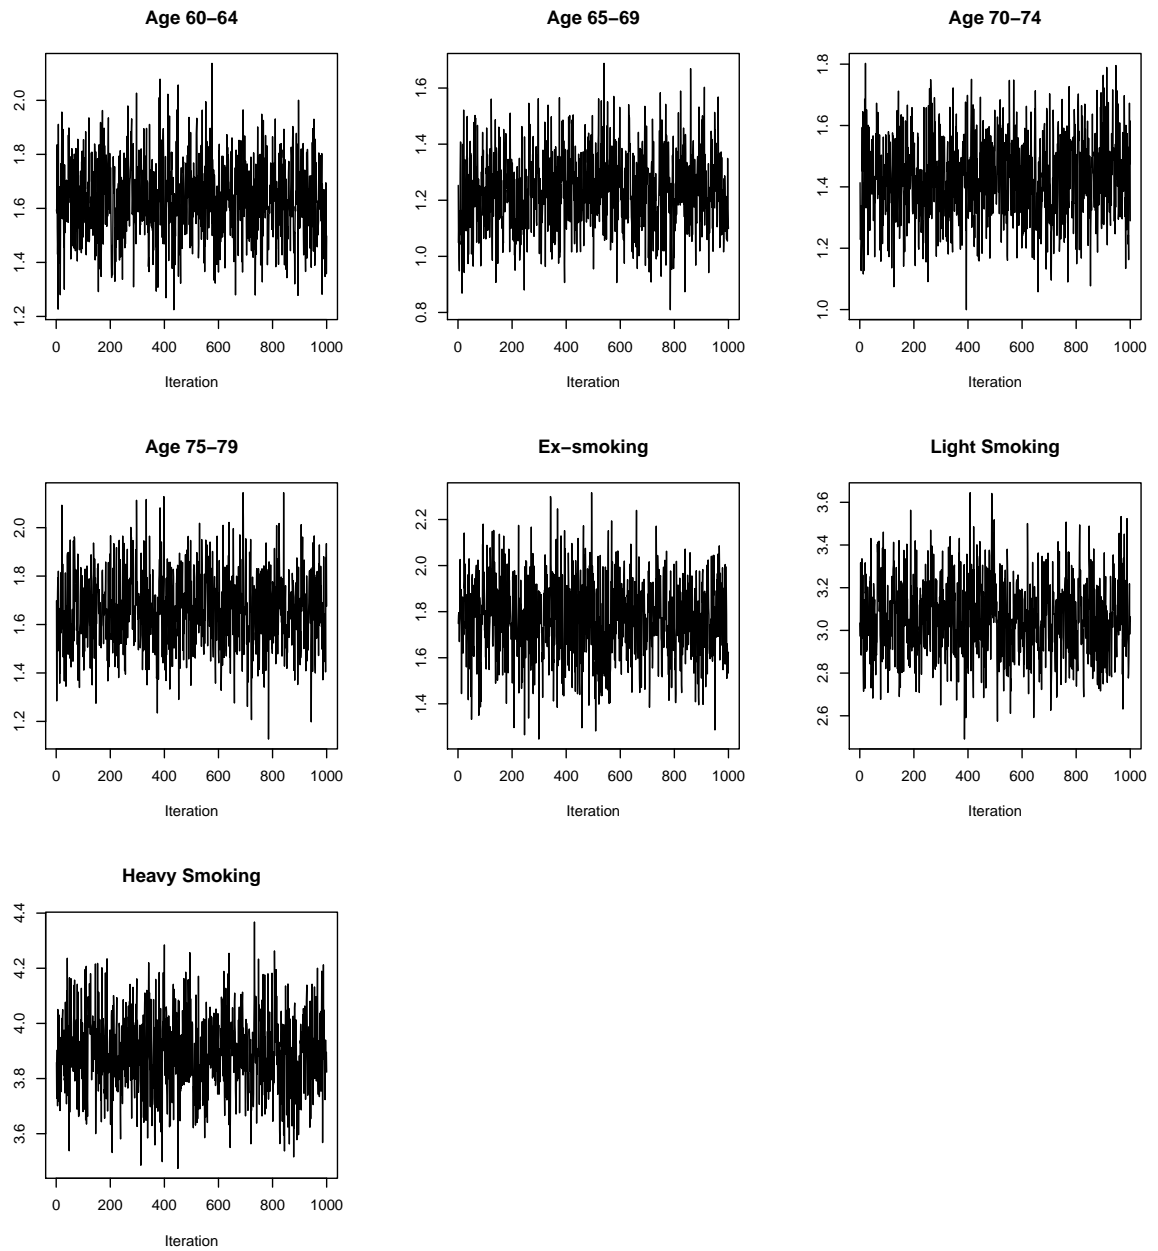 Age 60−64
Age 65−69
Age 70−74
2.0
1.8
1.6
1.4
1.2
0 200 400 600 800 1000
Iteration
1.6
1.4
1.2
1.0
0.8
0 200 400 600 800 1000
Iteration
1.8
1.6
1.4
1.2
1.0
0 200 400 600 800 1000
Iteration
Age 75−79
Ex−smoking
Light Smoking
2.0
1.8
1.6
1.4
1.2
0 200 400 600 800 1000
Iteration
2.2
2.0
1.8
1.6
1.4
0 200 400 600 800 1000
Iteration
3.6
3.4
3.2
3.0
2.8
2.6
0 200 400 600 800 1000
Iteration
Heavy Smoking
4.4
4.2
4.0
3.8
3.6
0 200 400 600 800 1000
Iteration